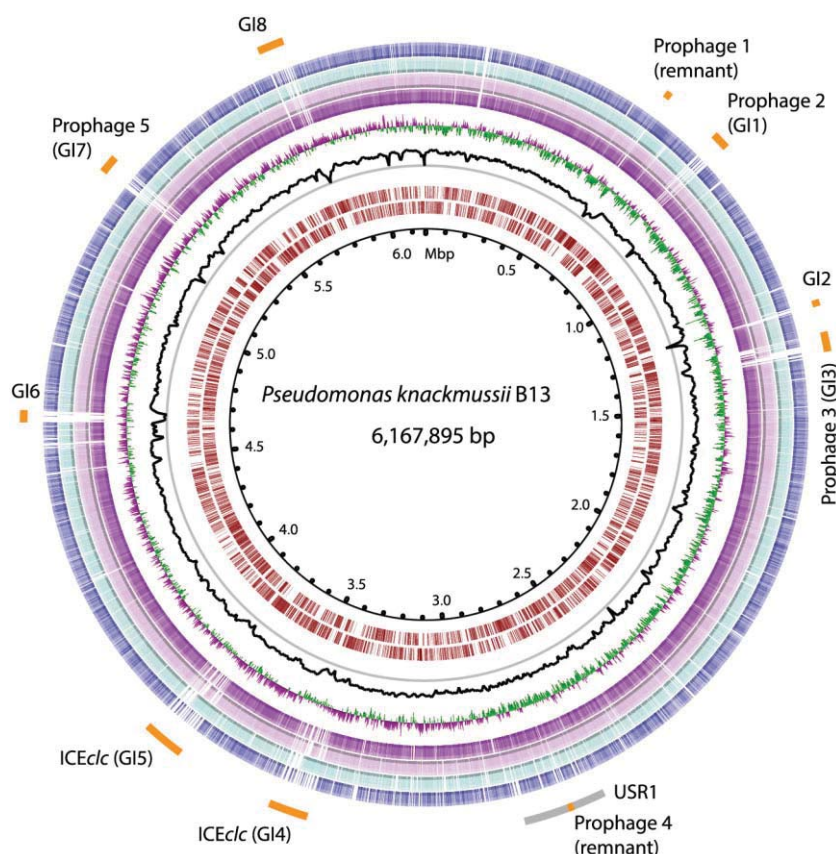 GI8
Prophage 1
(remnant)
Prophage 2
(GI1)
Prophage 5
(GI7)
6.0
Mbp
0.5
5.5
GI2
1.0
5.0
Prophage 3 (GI3)
GI6
Pseudomonas knackmussii B13
6,167,895 bp
1.5
4.5
2.0
4.0
2.5
3.5
3.0
ICEclc (GI5)
USR1
ICEclc (GI4)
Prophage 4
(remnant)